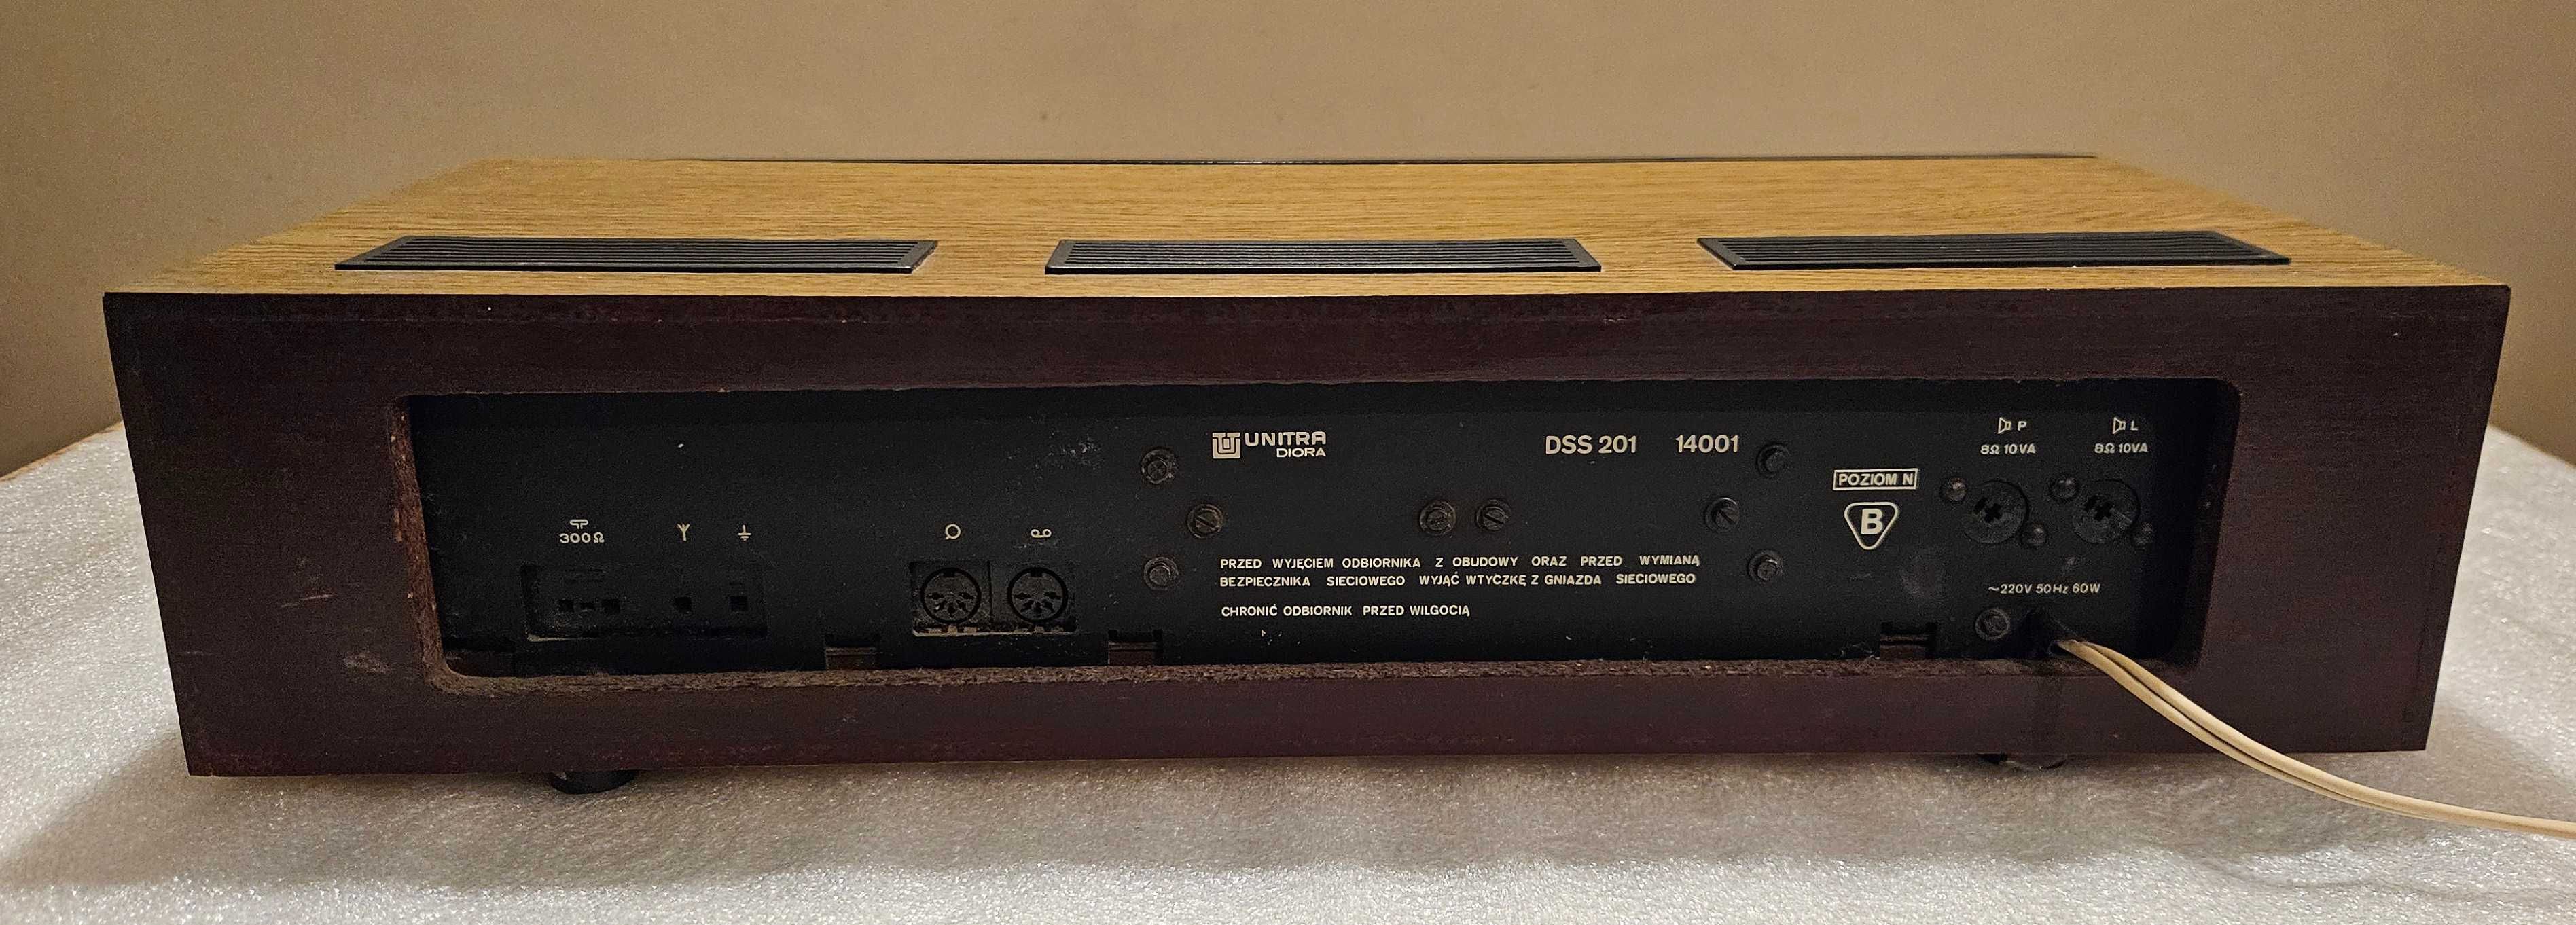 UNITRA
DIORA
DSS 201 14001
P
L
8Ω 10VA
8Ω 10VA
POZIOM N
B
300Ω
PRZED WYJĘCIEM ODBIORNIKA Z OBUDOWY ORAZ PRZED WYMIANĄ
BEZPIECZNIKA SIECIOWEGO WYJĄĆ WTYCZKĘ Z GNIAZDA SIECIOWEGO
CHRONIĆ ODBIORNIK PRZED WILGOCIĄ
~220V 50Hz 60W